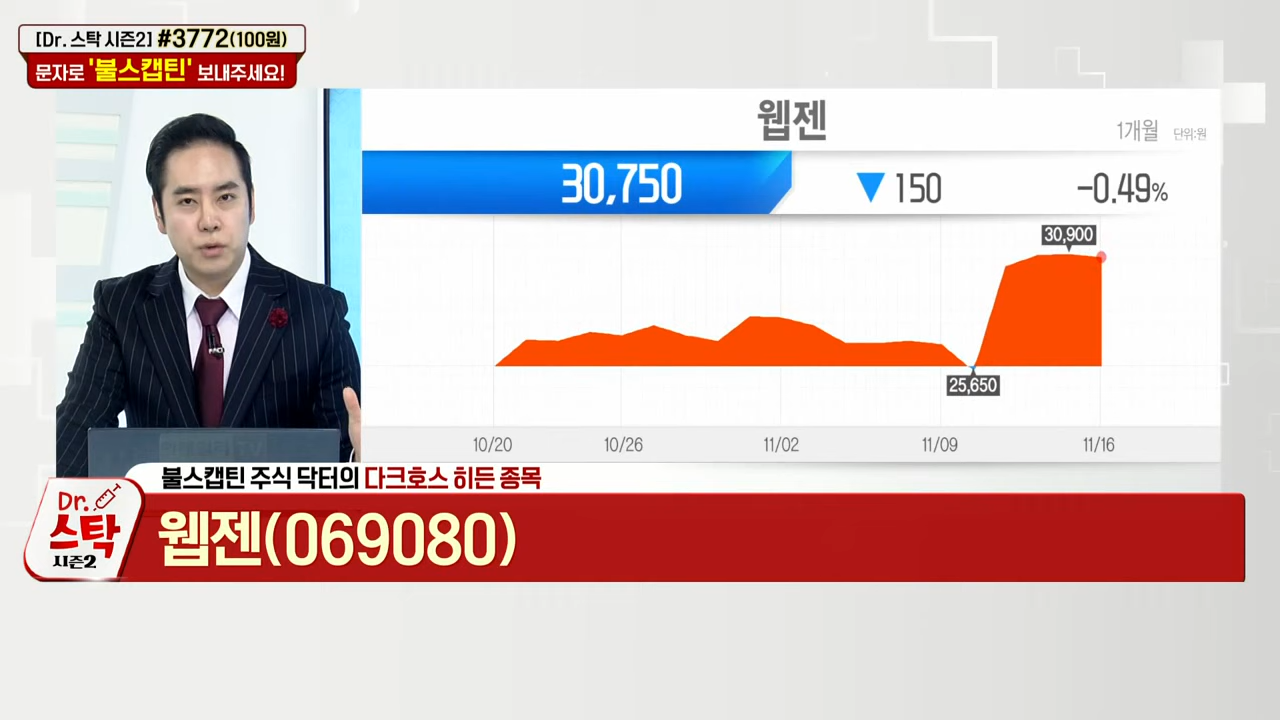 [Dr. 스탁 시즌2] #3772(100원)
문자로 '불스캡틴' 보내주세요!
웹젠
1개월 단위:원
30,750 ▼ 150 -0.49%
30,900
25,650
10/20 10/26 11/02 11/09 11/16
불스캡틴 주식 닥터의 다크호스 히든 종목
Dr.
스탁
시즌2
웹젠(069080)